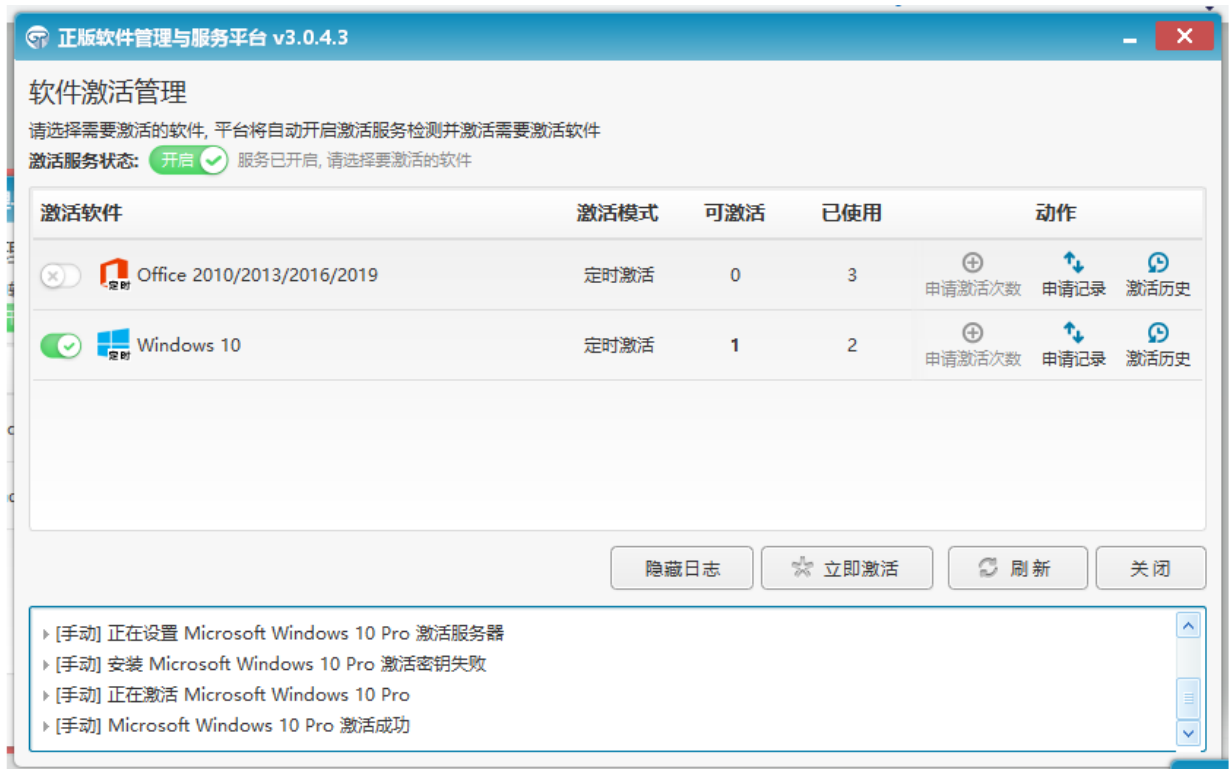 正版软件管理与服务平台 v3.0.4.3
软件激活管理
请选择需要激活的软件, 平台将自动开启激活服务检测并激活需要激活软件
激活服务状态: 开启 服务已开启, 请选择要激活的软件
激活软件 激活模式 可激活 已使用 动作
定时 Office 2010/2013/2016/2019 定时激活 0 3 申请激活次数 申请记录 激活历史
定时 Windows 10 定时激活 1 2 申请激活次数 申请记录 激活历史
隐藏日志 立即激活 刷新 关闭
[手动] 正在设置 Microsoft Windows 10 Pro 激活服务器
[手动] 安装 Microsoft Windows 10 Pro 激活密钥失败
[手动] 正在激活 Microsoft Windows 10 Pro
[手动] Microsoft Windows 10 Pro 激活成功